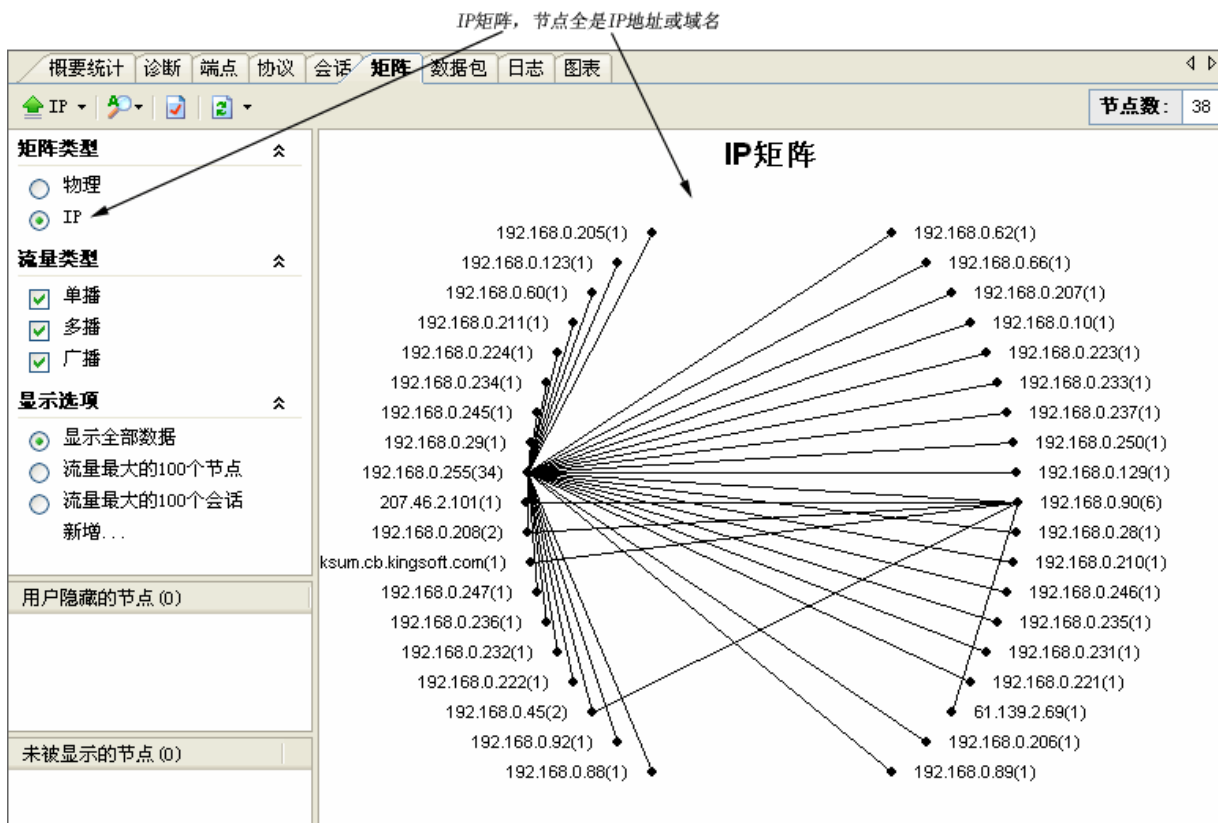 IP矩阵，节点全是IP地址或域名
概要统计 诊断 端点 协议 会话 矩阵 数据包 日志 图表
IP
节点数: 38
矩阵类型
物理
IP
流量类型
单播
多播
广播
显示选项
显示全部数据
流量最大的100个节点
流量最大的100个会话
新增...
用户隐藏的节点(0)
未被显示的节点(0)
IP矩阵
192.168.0.205(1)
192.168.0.123(1)
192.168.0.60(1)
192.168.0.211(1)
192.168.0.224(1)
192.168.0.234(1)
192.168.0.245(1)
192.168.0.29(1)
192.168.0.255(34)
207.46.2.101(1)
192.168.0.208(2)
ksum.cb.kingsoft.com(1)
192.168.0.247(1)
192.168.0.236(1)
192.168.0.232(1)
192.168.0.222(1)
192.168.0.45(2)
192.168.0.92(1)
192.168.0.88(1)
192.168.0.62(1)
192.168.0.66(1)
192.168.0.207(1)
192.168.0.10(1)
192.168.0.223(1)
192.168.0.233(1)
192.168.0.237(1)
192.168.0.250(1)
192.168.0.129(1)
192.168.0.90(6)
192.168.0.28(1)
192.168.0.210(1)
192.168.0.246(1)
192.168.0.235(1)
192.168.0.231(1)
192.168.0.221(1)
61.139.2.69(1)
192.168.0.206(1)
192.168.0.89(1)